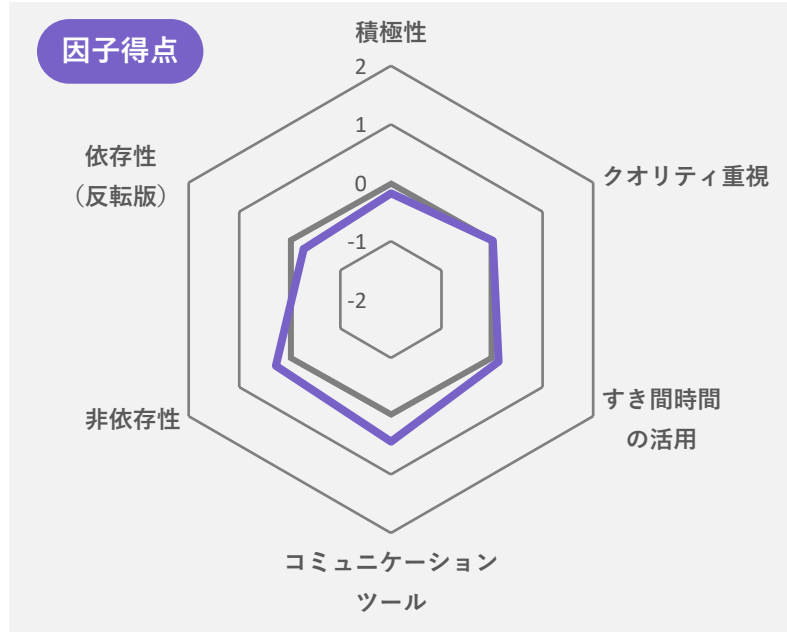 因子得点
積極性
2
1
0
-1
-2
クオリティ重視
すき間時間
の活用
コミュニケーション
ツール
非依存性
依存性
（反転版）